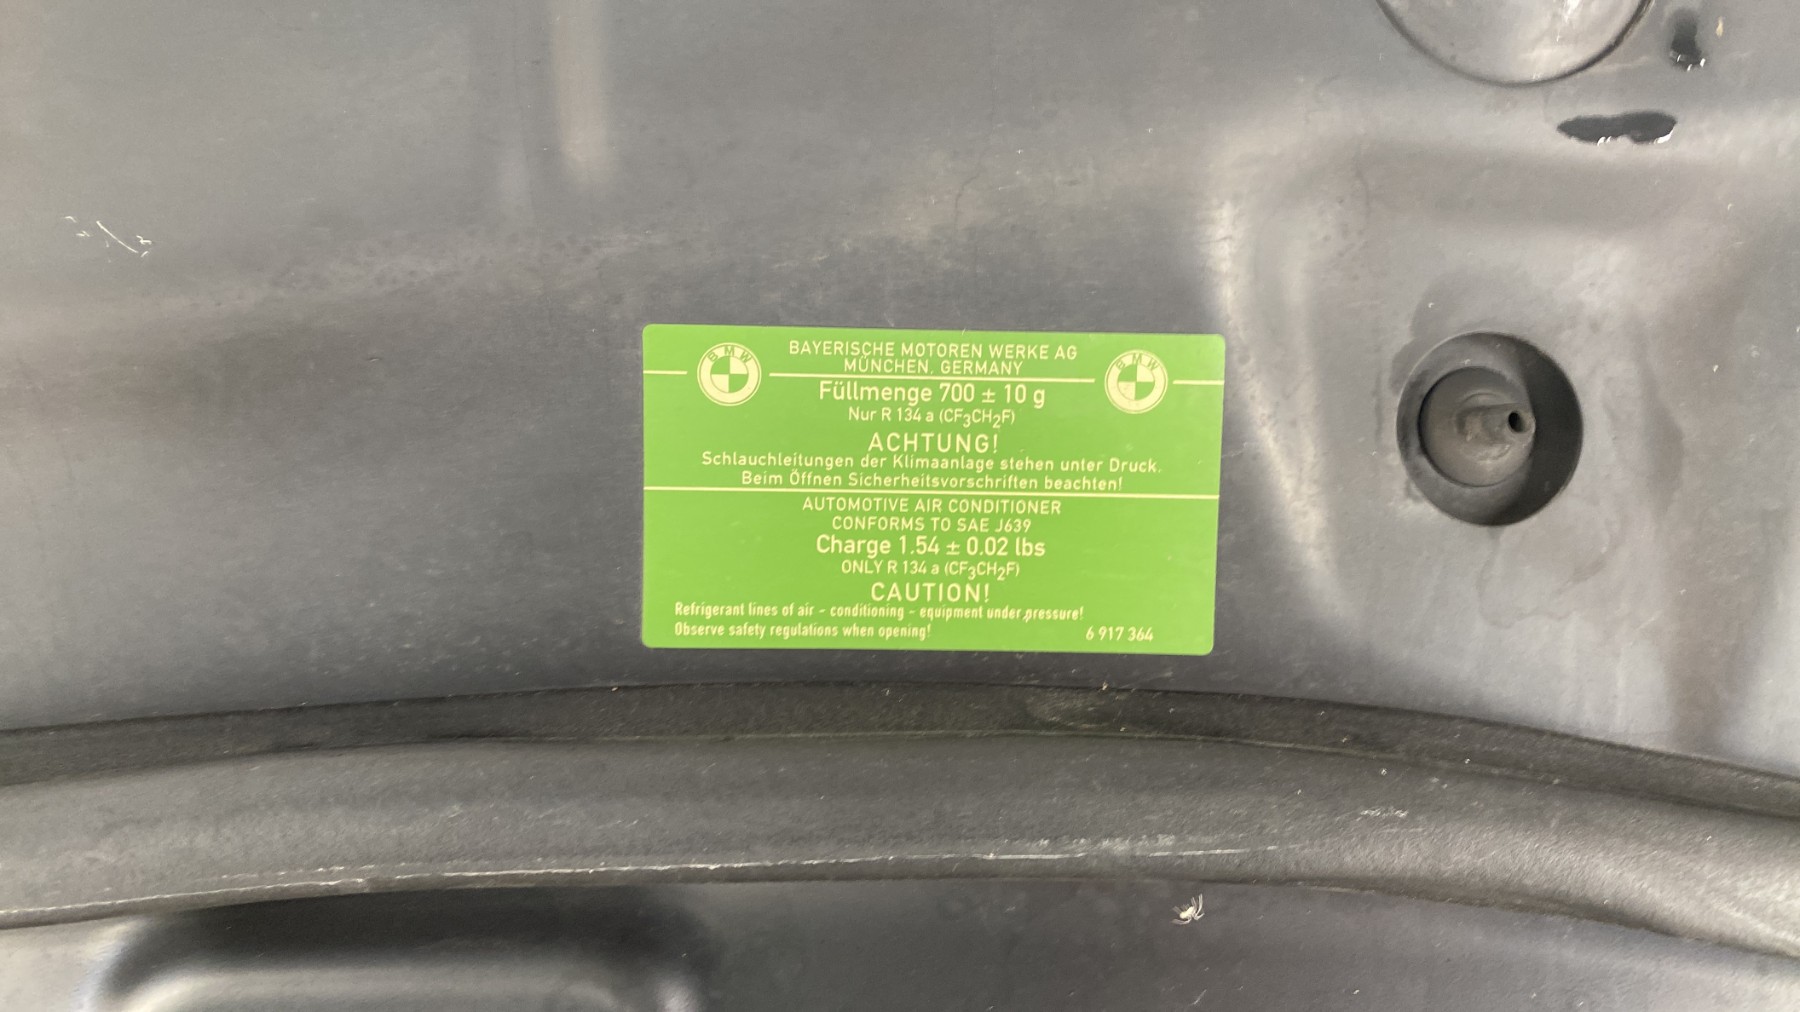 BMW
BMW
BAYERISCHE MOTOREN WERKE AG
MÜNCHEN, GERMANY
Füllmenge 700 ± 10 g
Nur R 134 a (CF₃CH₂F)
ACHTUNG!
Schlauchleitungen der Klimaanlage stehen unter Druck.
Beim Öffnen Sicherheitsvorschriften beachten!
AUTOMOTIVE AIR CONDITIONER
CONFORMS TO SAE J639
Charge 1.54 ± 0.02 lbs
ONLY R 134 a (CF₃CH₂F)
CAUTION!
Refrigerant lines of air - conditioning - equipment under pressure!
Observe safety regulations when opening!
6 917 364